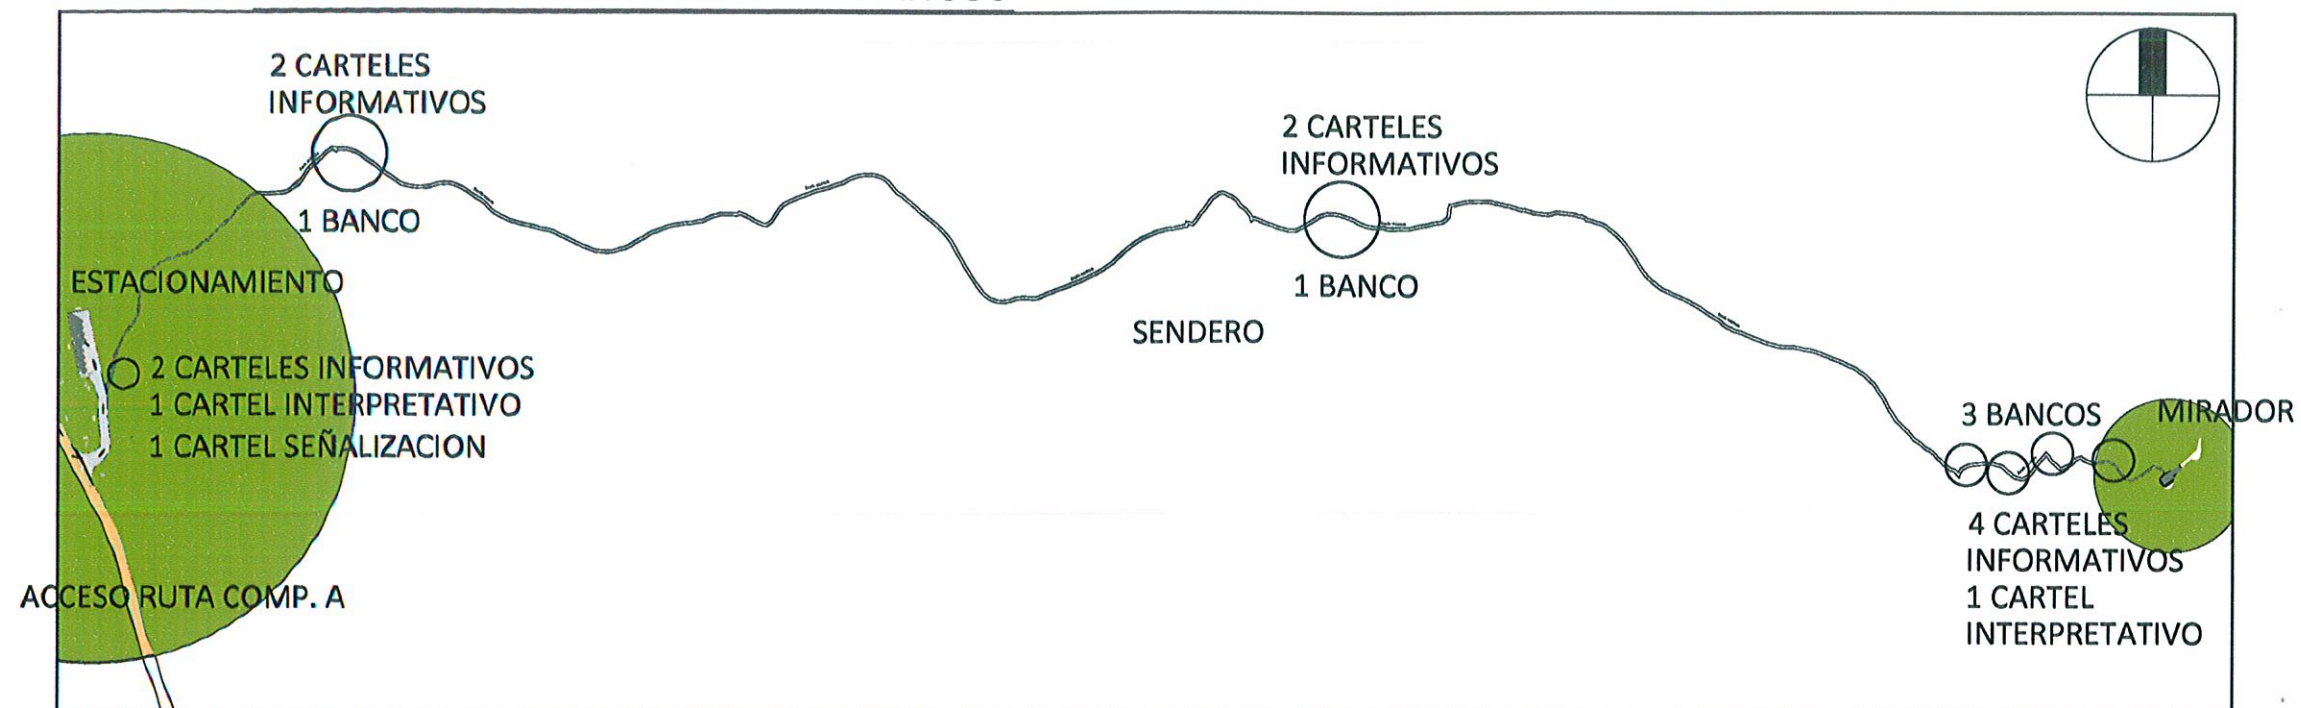 2 CARTELES
INFORMATIVOS
1 BANCO
2 CARTELES
INFORMATIVOS
1 BANCO
ESTACIONAMIENTO
SENDERO
2 CARTELES INFORMATIVOS
1 CARTEL INTERPRETATIVO
1 CARTEL SEÑALIZACION
3 BANCOS
MIRADOR
4 CARTELES
INFORMATIVOS
1 CARTEL
INTERPRETATIVO
ACCESO RUTA COMP. A